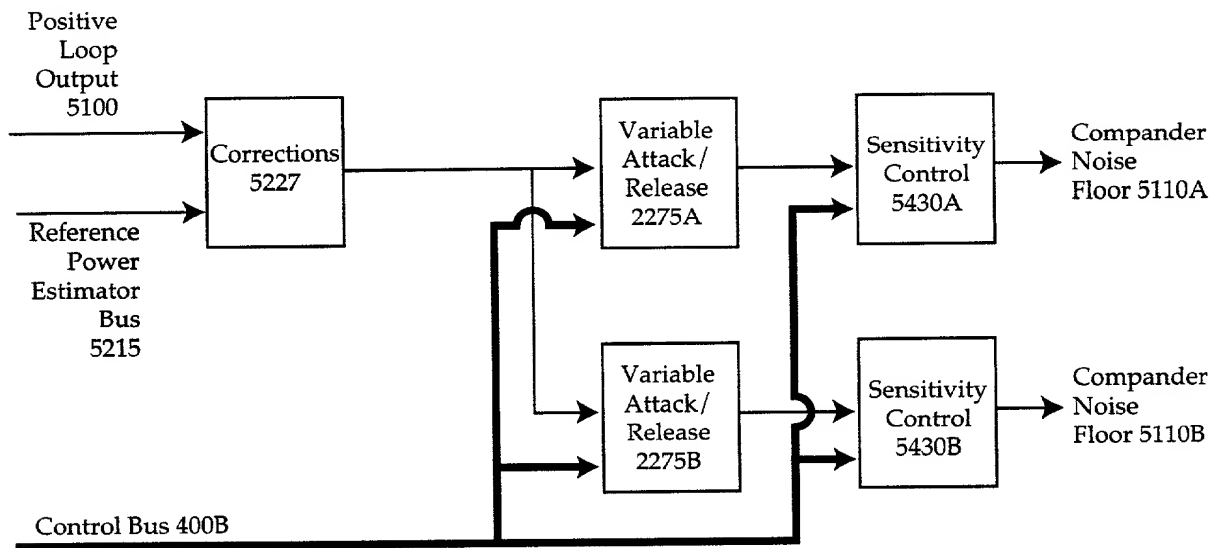 Positive
Loop
Output
5100
Corrections
5227
Reference
Power
Estimator
Bus
5215
Variable
Attack/
Release
2275A
Sensitivity
Control
5430A
Compander
Noise
Floor 5110A
Variable
Attack/
Release
2275B
Sensitivity
Control
5430B
Compander
Noise
Floor 5110B
Control Bus 400B